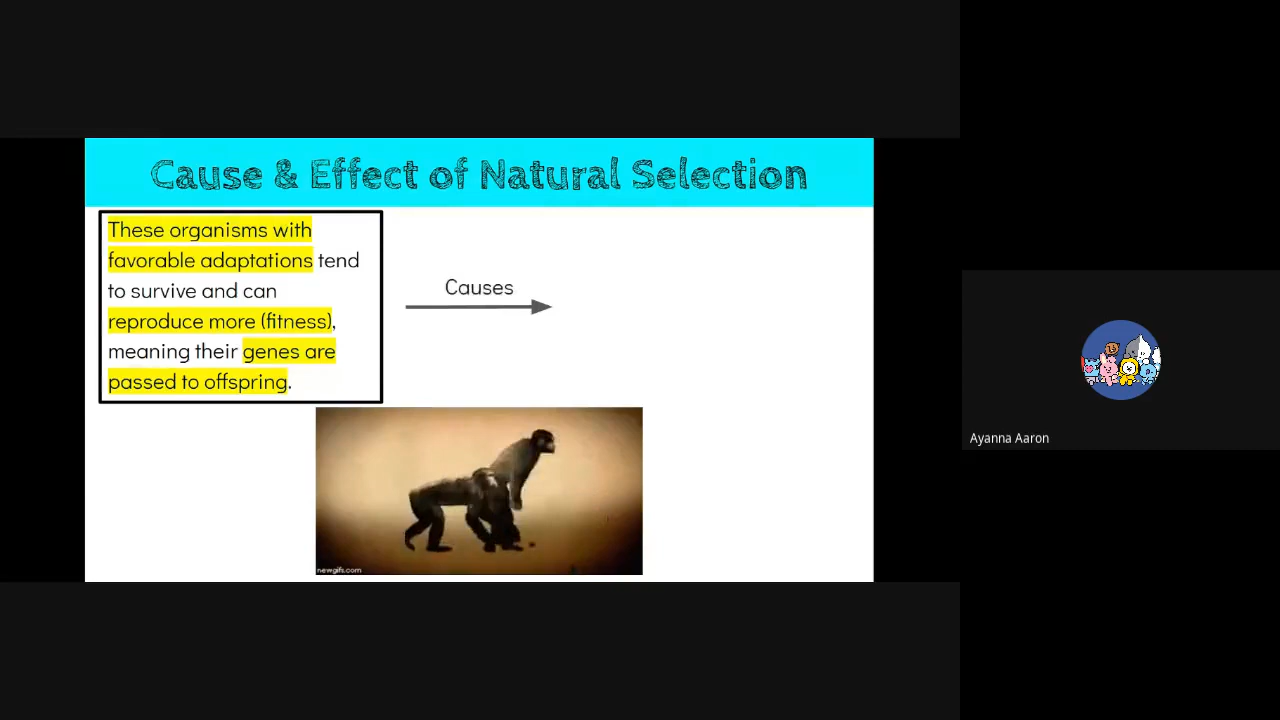 Cause & Effect of Natural Selection
These organisms with
favorable adaptations tend
to survive and can
reproduce more (fitness),
meaning their genes are
passed to offspring.
Causes
newgifs.com
Ayanna Aaron